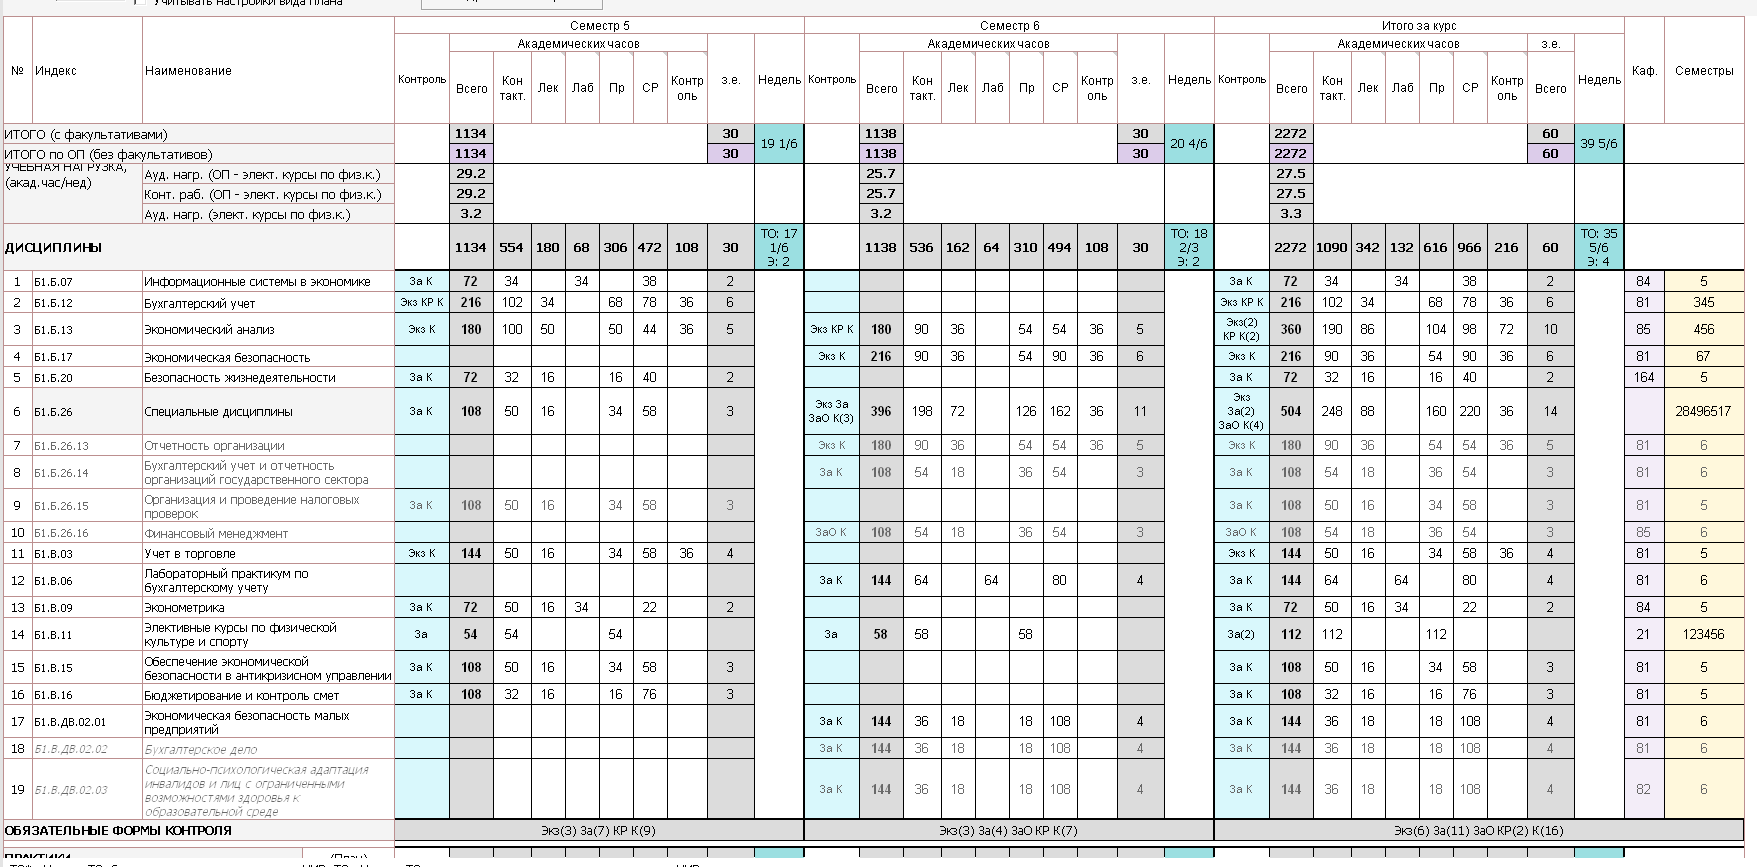 Учитывать настройки вида плана
№ Индекс Наименование Семестр 5 Семестр 6 Итого за курс Каф. Семестры
Контроль Академических часов з.е. Недель Контроль Академических часов з.е. Недель Контроль Академических часов з.е. Недель
Всего Кон такт. Лек Лаб Пр СР Контр оль Всего Кон такт. Лек Лаб Пр СР Контр оль Всего Кон такт. Лек Лаб Пр СР Контр оль Всего
ИТОГО (с факультативами) 1134 30 19 1/6 1138 30 20 4/6 2272 60 39 5/6
ИТОГО по ОП (без факультативов) 1134 30 1138 30 2272 60
УЧЕБНАЯ НАГРУЗКА, (акад.час/нед) Ауд. нагр. (ОП - элект. курсы по физ.к.) 29.2 25.7 27.5
Конт. раб. (ОП - элект. курсы по физ.к.) 29.2 25.7 27.5
Ауд. нагр. (элект. курсы по физ.к.) 3.2 3.2 3.3
ДИСЦИПЛИНЫ 1134 554 180 68 306 472 108 30 ТО: 17 1/6 Э: 2 1138 536 162 64 310 494 108 30 ТО: 18 2/3 Э: 2 2272 1090 342 132 616 966 216 60 ТО: 35 5/6 Э: 4
1 Б1.Б.07 Информационные системы в экономике За К 72 34 34 38 2 За К 72 34 34 38 2 84 5
2 Б1.Б.12 Бухгалтерский учет Экз КР К 216 102 34 68 78 36 6 Экз КР К 216 102 34 68 78 36 6 81 345
3 Б1.Б.13 Экономический анализ Экз К 180 100 50 50 44 36 5 Экз КР К 180 90 36 54 54 36 5 Экз(2) КР К(2) 360 190 86 104 98 72 10 85 456
4 Б1.Б.17 Экономическая безопасность Экз К 216 90 36 54 90 36 6 Экз К 216 90 36 54 90 36 6 81 67
5 Б1.Б.20 Безопасность жизнедеятельности За К 72 32 16 16 40 2 За К 72 32 16 16 40 2 164 5
6 Б1.Б.26 Специальные дисциплины За К 108 50 16 34 58 3 Экз За ЗаО К(3) 396 198 72 126 162 36 11 Экз За(2) ЗаО К(4) 504 248 88 160 220 36 14 28496517
7 Б1.Б.26.13 Отчетность организации Экз К 180 90 36 54 54 36 5 Экз К 180 90 36 54 54 36 5 81 6
8 Б1.Б.26.14 Бухгалтерский учет и отчетность организаций государственного сектора За К 108 54 18 36 54 3 За К 108 54 18 36 54 3 81 6
9 Б1.Б.26.15 Организация и проведение налоговых проверок За К 108 50 16 34 58 3 За К 108 50 16 34 58 3 81 5
10 Б1.Б.26.16 Финансовый менеджмент ЗаО К 108 54 18 36 54 3 ЗаО К 108 54 18 36 54 3 85 6
11 Б1.В.03 Учет в торговле Экз К 144 50 16 34 58 36 4 Экз К 144 50 16 34 58 36 4 81 5
12 Б1.В.06 Лабораторный практикум по бухгалтерскому учету За К 144 64 64 80 4 За К 144 64 64 80 4 81 6
13 Б1.В.09 Эконометрика За К 72 50 16 34 22 2 За К 72 50 16 34 22 2 84 5
14 Б1.В.11 Элективные курсы по физической культуре и спорту За 54 54 54 За 58 58 58 За(2) 112 112 112 21 123456
15 Б1.В.15 Обеспечение экономической безопасности в антикризисном управлении За К 108 50 16 34 58 3 За К 108 50 16 34 58 3 81 5
16 Б1.В.16 Бюджетирование и контроль смет За К 108 32 16 16 76 3 За К 108 32 16 16 76 3 81 5
17 Б1.В.ДВ.02.01 Экономическая безопасность малых предприятий За К 144 36 18 18 108 4 За К 144 36 18 18 108 4 81 6
18 Б1.В.ДВ.02.02 Бухгалтерское дело За К 144 36 18 18 108 4 За К 144 36 18 18 108 4 81 6
19 Б1.В.ДВ.02.03 Социально-психологическая адаптация инвалидов и лиц с ограниченными возможностями здоровья к образовательной среде За К 144 36 18 18 108 4 За К 144 36 18 18 108 4 82 6
ОБЯЗАТЕЛЬНЫЕ ФОРМЫ КОНТРОЛЯ Экз(3) За(7) КР К(9) Экз(3) За(4) ЗаО КР К(7) Экз(6) За(11) ЗаО КР(2) К(16)
ПРАКТИКИ (План)